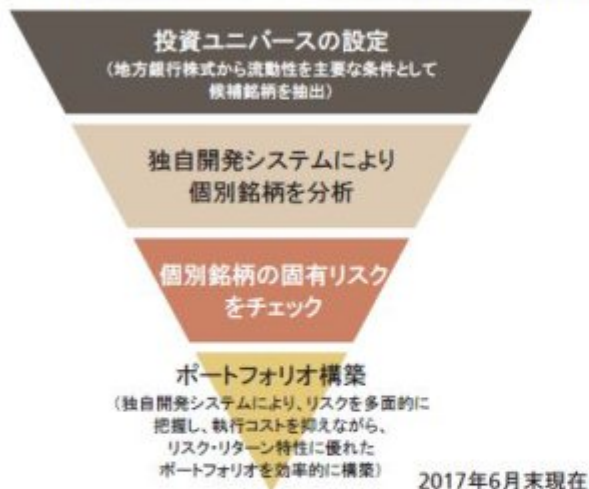 投資ユニバースの設定
(地方銀行株式から流動性を主要な条件として
候補銘柄を抽出)
独自開発システムにより
個別銘柄を分析
個別銘柄の固有リスク
をチェック
ポートフォリオ構築
(独自開発システムにより、リスクを多面的に
把握し、執行コストを抑えながら、
リスク・リターン特性に優れた
ポートフォリオを効率的に構築)
2017年6月末現在